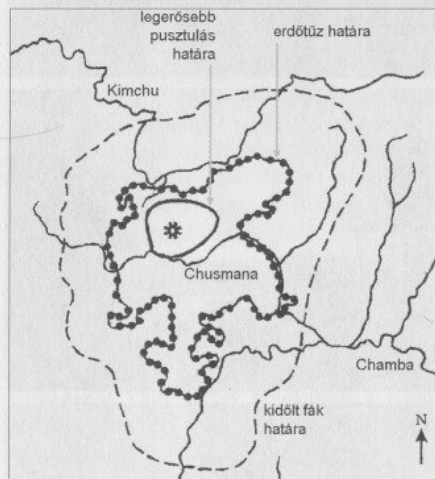 legerősebb
pusztulás
határa
erdőtűz határa
Kimchu
Chusmana
Chamba
kidőlt fák
határa
N